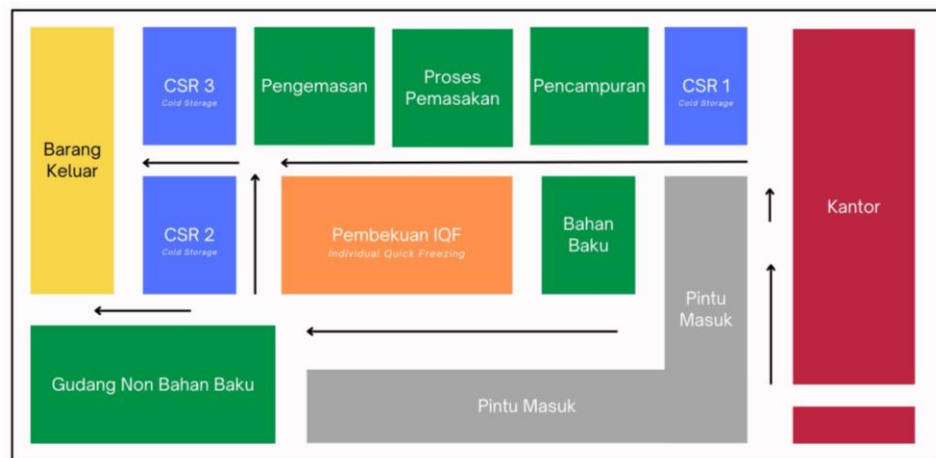 Barang
Keluar
CSR 3
Cold Storage
Pengemasan
Proses
Pemasakan
Pencampuran
CSR 1
Cold Storage
Kantor
CSR 2
Cold Storage
Pembekuan IQF
Individual Quick Freezing
Bahan
Baku
Pintu
Masuk
Gudang Non Bahan Baku
Pintu Masuk